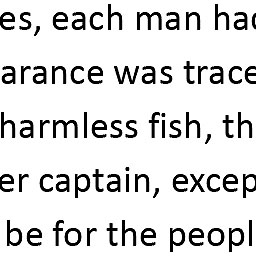 es, each man had
arance was trace
harmless fish, th
er captain, excep
be for the peopl